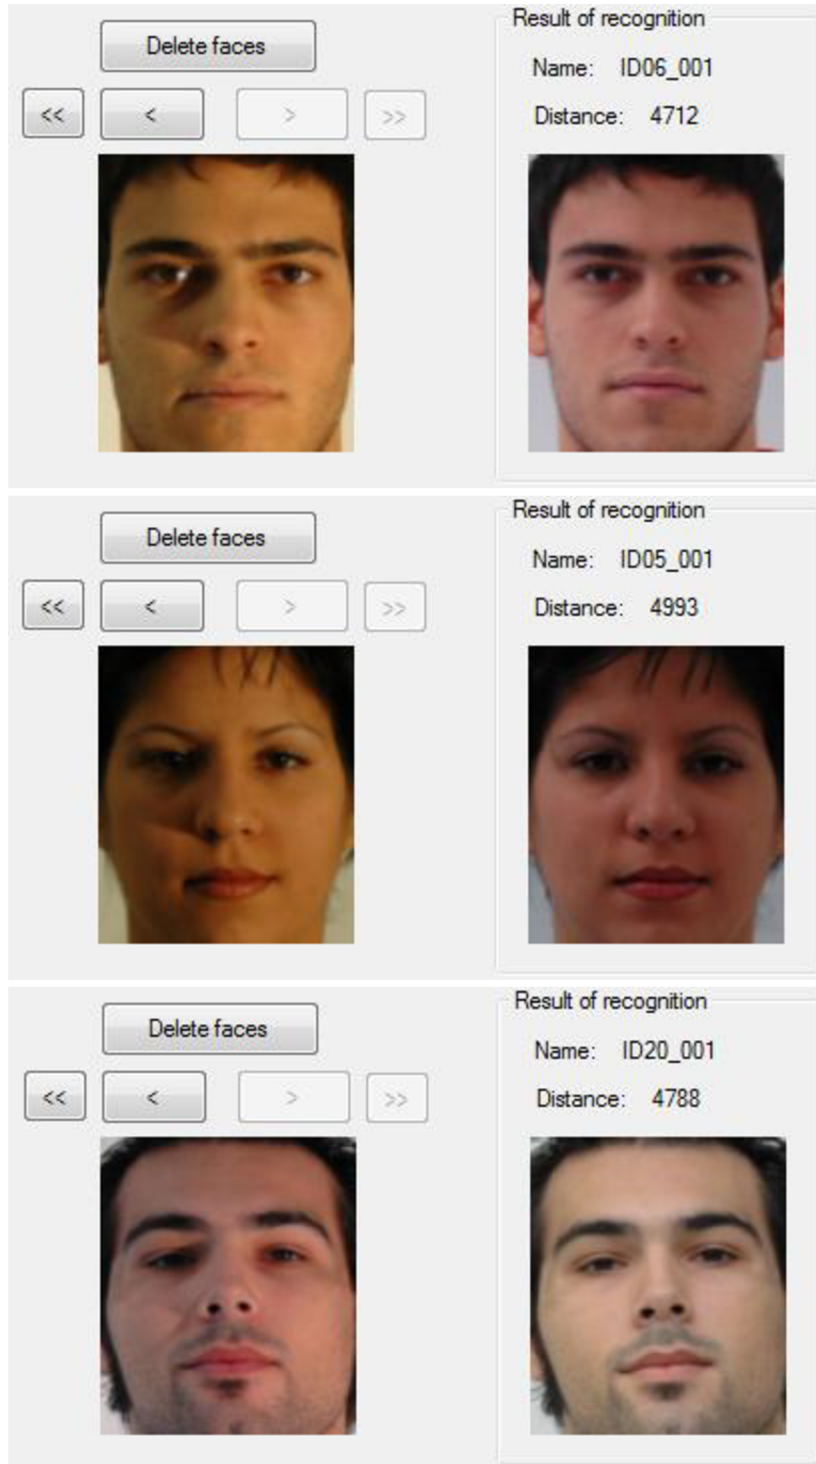 Delete faces
<< < > >>
Result of recognition
Name: ID06_001
Distance: 4712
Delete faces
<< < > >>
Result of recognition
Name: ID05_001
Distance: 4993
Delete faces
<< < > >>
Result of recognition
Name: ID20_001
Distance: 4788